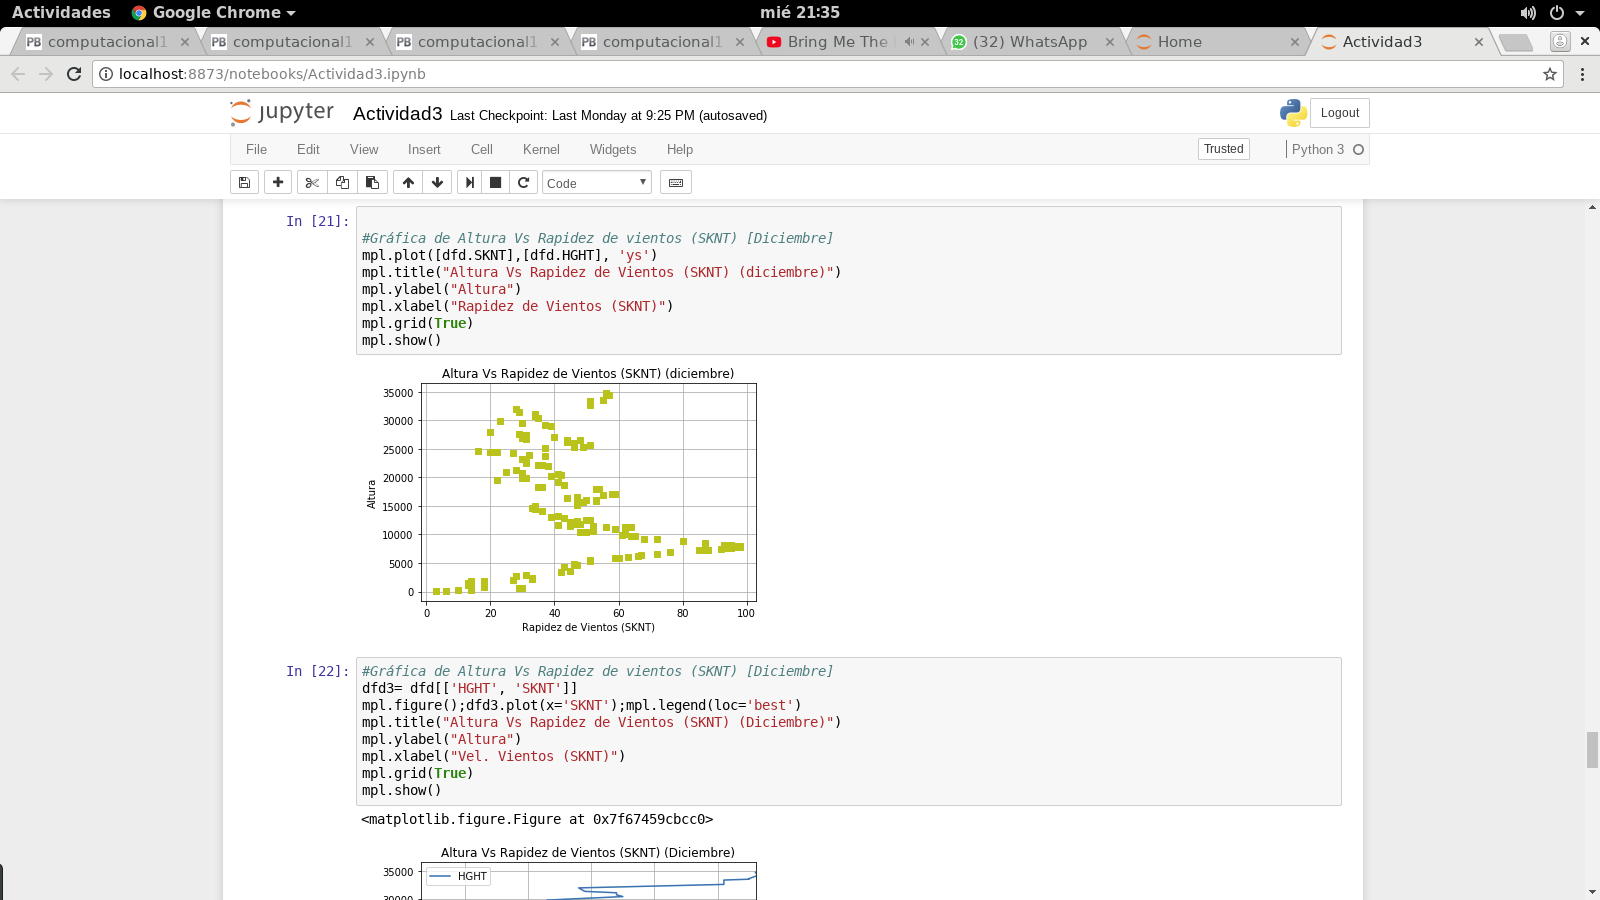 Actividades
Google Chrome
mié 21:35
PB computacional1
PB computacional1
PB computacional1
PB computacional1
Bring Me The
(32) WhatsApp
Home
Actividad3
localhost:8873/notebooks/Actividad3.ipynb
jupyter
Actividad3 Last Checkpoint: Last Monday at 9:25 PM (autosaved)
Logout
File Edit View Insert Cell Kernel Widgets Help
Trusted
Python 3
Code
In [21]:
#Gráfica de Altura Vs Rapidez de vientos (SKNT) [Diciembre]
mpl.plot([dfd.SKNT],[dfd.HGHT], 'ys')
mpl.title("Altura Vs Rapidez de Vientos (SKNT) (diciembre)")
mpl.ylabel("Altura")
mpl.xlabel("Rapidez de Vientos (SKNT)")
mpl.grid(True)
mpl.show()
Altura Vs Rapidez de Vientos (SKNT) (diciembre)
35000
30000
25000
20000
15000
10000
5000
0
Altura
0 20 40 60 80 100
Rapidez de Vientos (SKNT)
In [22]:
#Gráfica de Altura Vs Rapidez de vientos (SKNT) [Diciembre]
dfd3= dfd[['HGHT', 'SKNT']]
mpl.figure();dfd3.plot(x='SKNT');mpl.legend(loc='best')
mpl.title("Altura Vs Rapidez de Vientos (SKNT) (Diciembre)")
mpl.ylabel("Altura")
mpl.xlabel("Vel. Vientos (SKNT)")
mpl.grid(True)
mpl.show()
<matplotlib.figure.Figure at 0x7f67459cbcc0>
Altura Vs Rapidez de Vientos (SKNT) (Diciembre)
35000
HGHT
30000